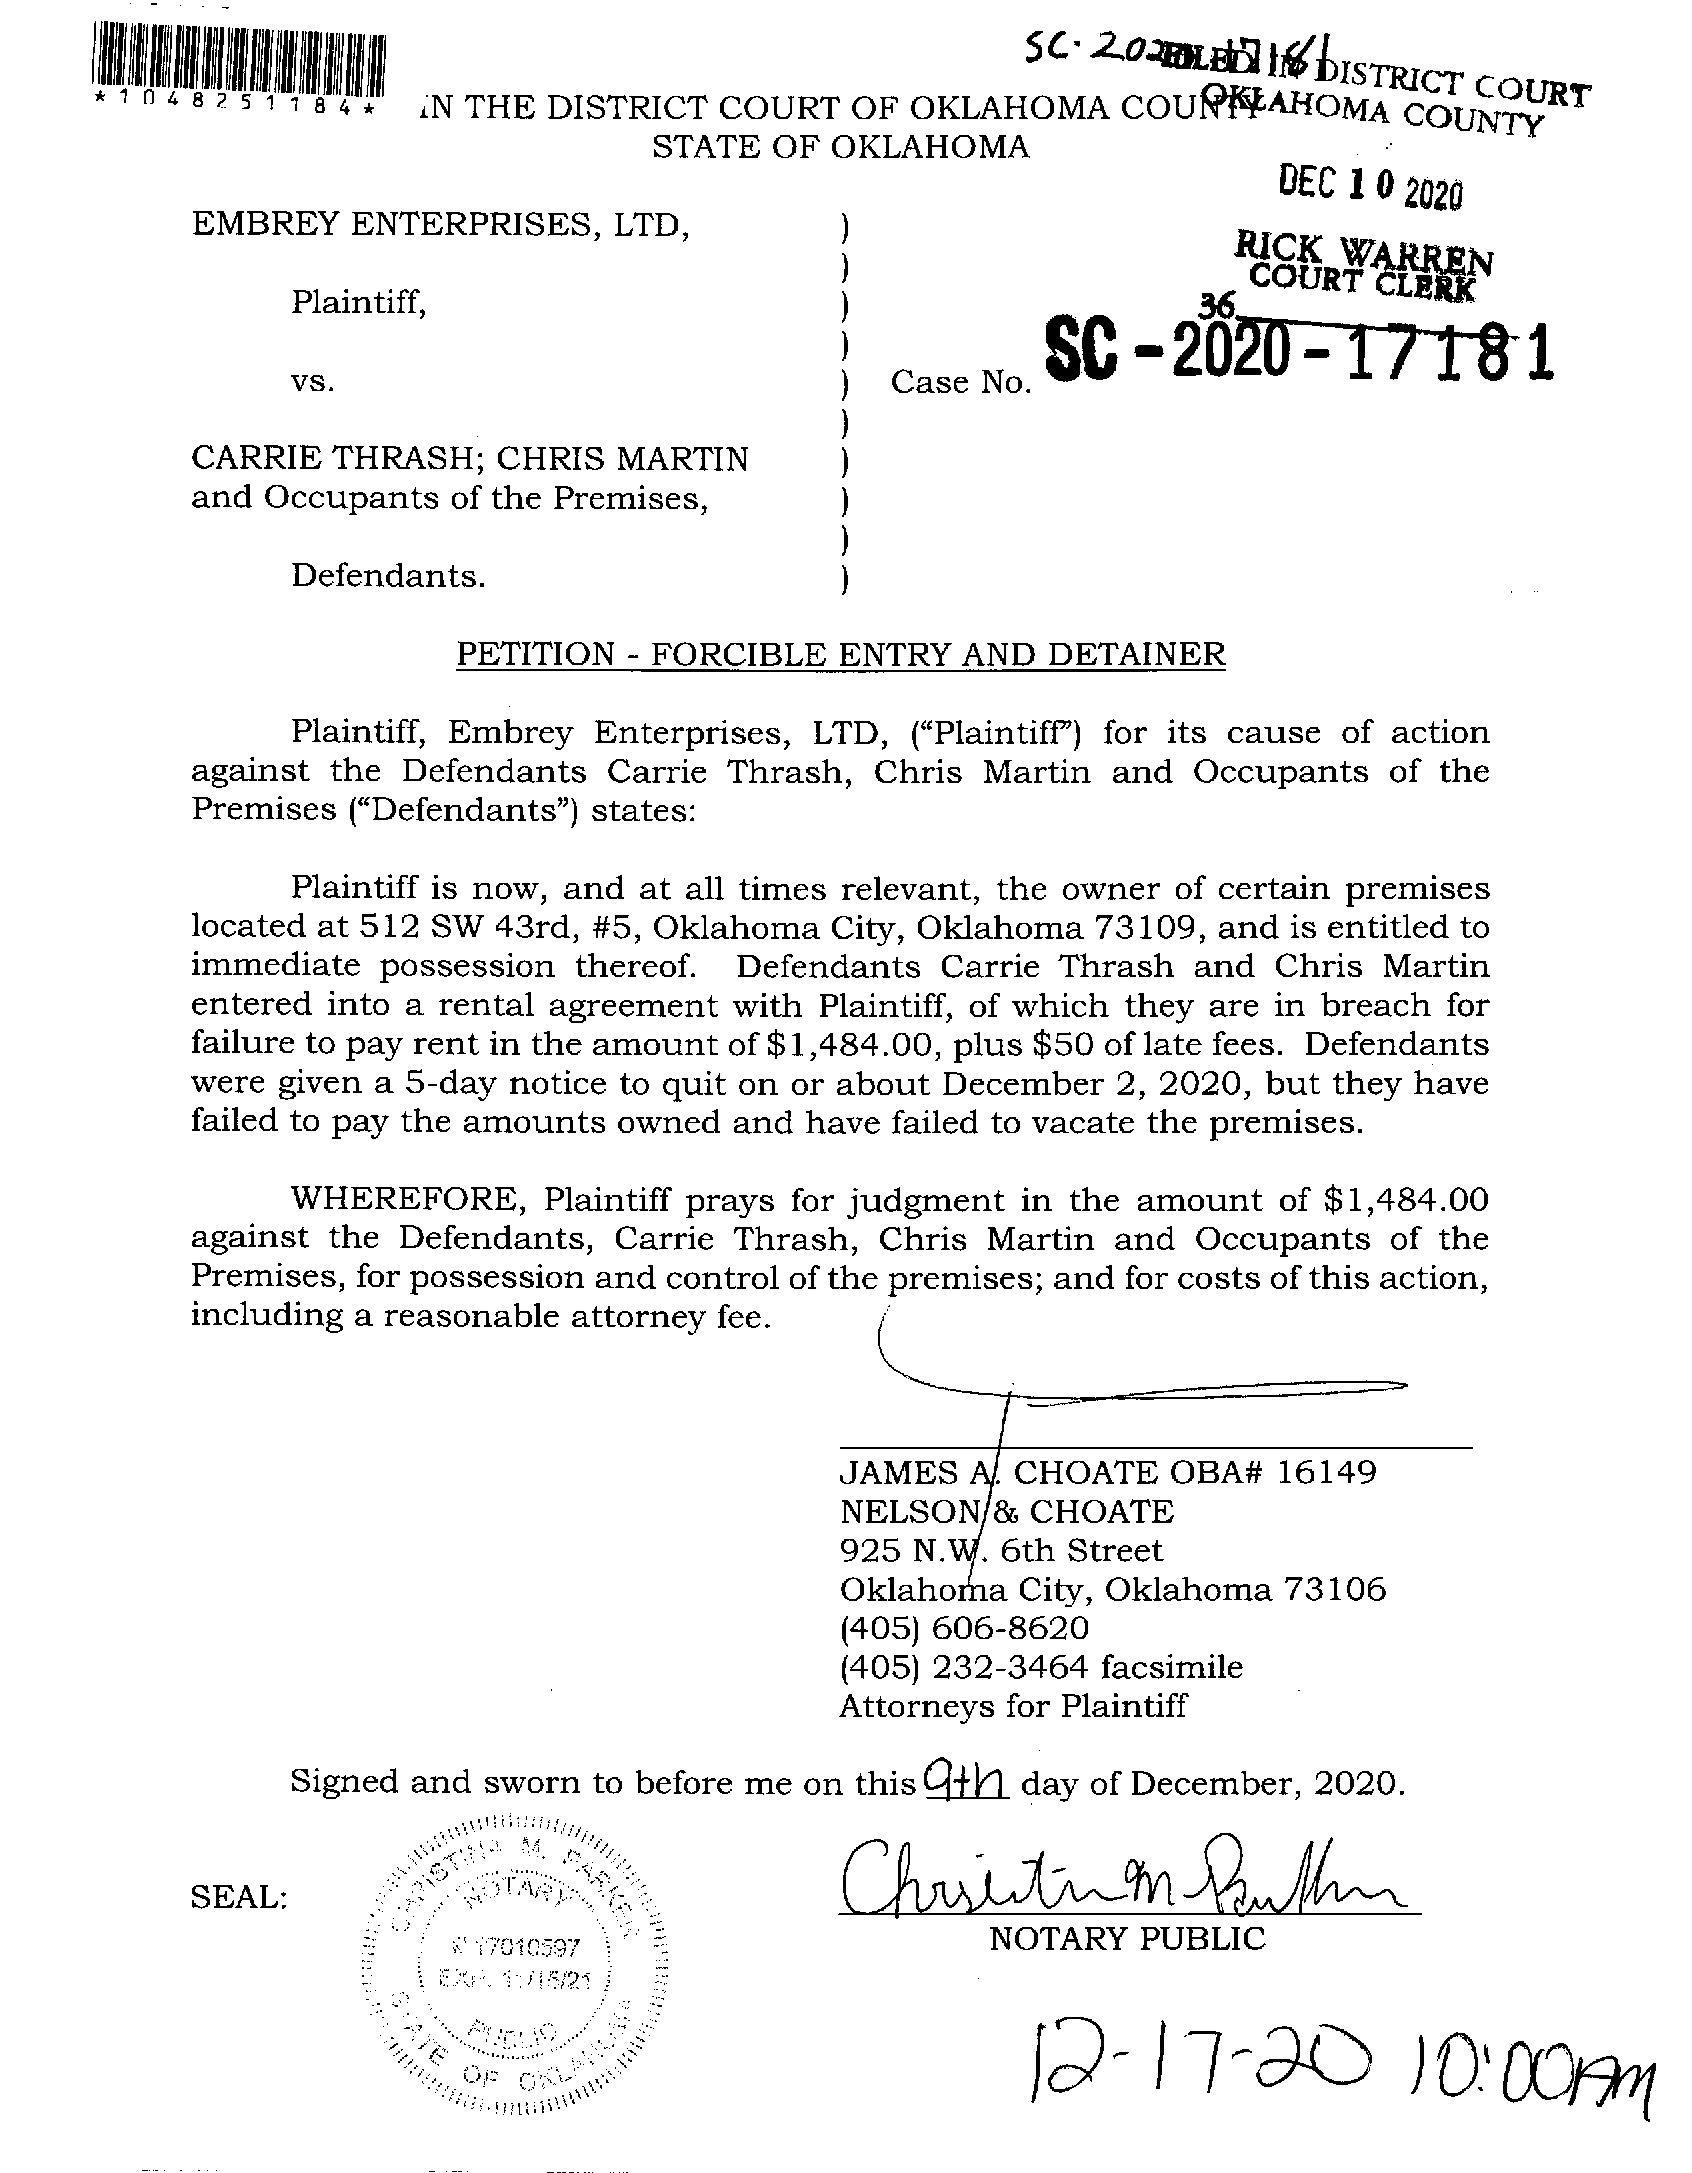 *1048251184*
SC-2020-17181
FILED IN DISTRICT COURT
OKLAHOMA COUNTY
IN THE DISTRICT COURT OF OKLAHOMA COUNTY
STATE OF OKLAHOMA
DEC 10 2020
RICK WARREN
COURT CLERK
36
EMBREY ENTERPRISES, LTD, )
)
Plaintiff, )
)
vs. ) Case No. SC-2020-17181
)
CARRIE THRASH; CHRIS MARTIN )
and Occupants of the Premises, )
)
Defendants. )
PETITION - FORCIBLE ENTRY AND DETAINER
Plaintiff, Embrey Enterprises, LTD, (“Plaintiff”) for its cause of action
against the Defendants Carrie Thrash, Chris Martin and Occupants of the
Premises (“Defendants”) states:
Plaintiff is now, and at all times relevant, the owner of certain premises
located at 512 SW 43rd, #5, Oklahoma City, Oklahoma 73109, and is entitled to
immediate possession thereof. Defendants Carrie Thrash and Chris Martin
entered into a rental agreement with Plaintiff, of which they are in breach for
failure to pay rent in the amount of $1,484.00, plus $50 of late fees. Defendants
were given a 5-day notice to quit on or about December 2, 2020, but they have
failed to pay the amounts owned and have failed to vacate the premises.
WHEREFORE, Plaintiff prays for judgment in the amount of $1,484.00
against the Defendants, Carrie Thrash, Chris Martin and Occupants of the
Premises, for possession and control of the premises; and for costs of this action,
including a reasonable attorney fee.
JAMES A. CHOATE OBA# 16149
NELSON & CHOATE
925 N.W. 6th Street
Oklahoma City, Oklahoma 73106
(405) 606-8620
(405) 232-3464 facsimile
Attorneys for Plaintiff
Signed and sworn to before me on this 9th day of December, 2020.
SEAL:
CHRISTINA M. PARKER
NOTARY
# 17010597
EXP. 11/15/21
PUBLIC
STATE OF OKLAHOMA
NOTARY PUBLIC
12-17-20 10:00AM